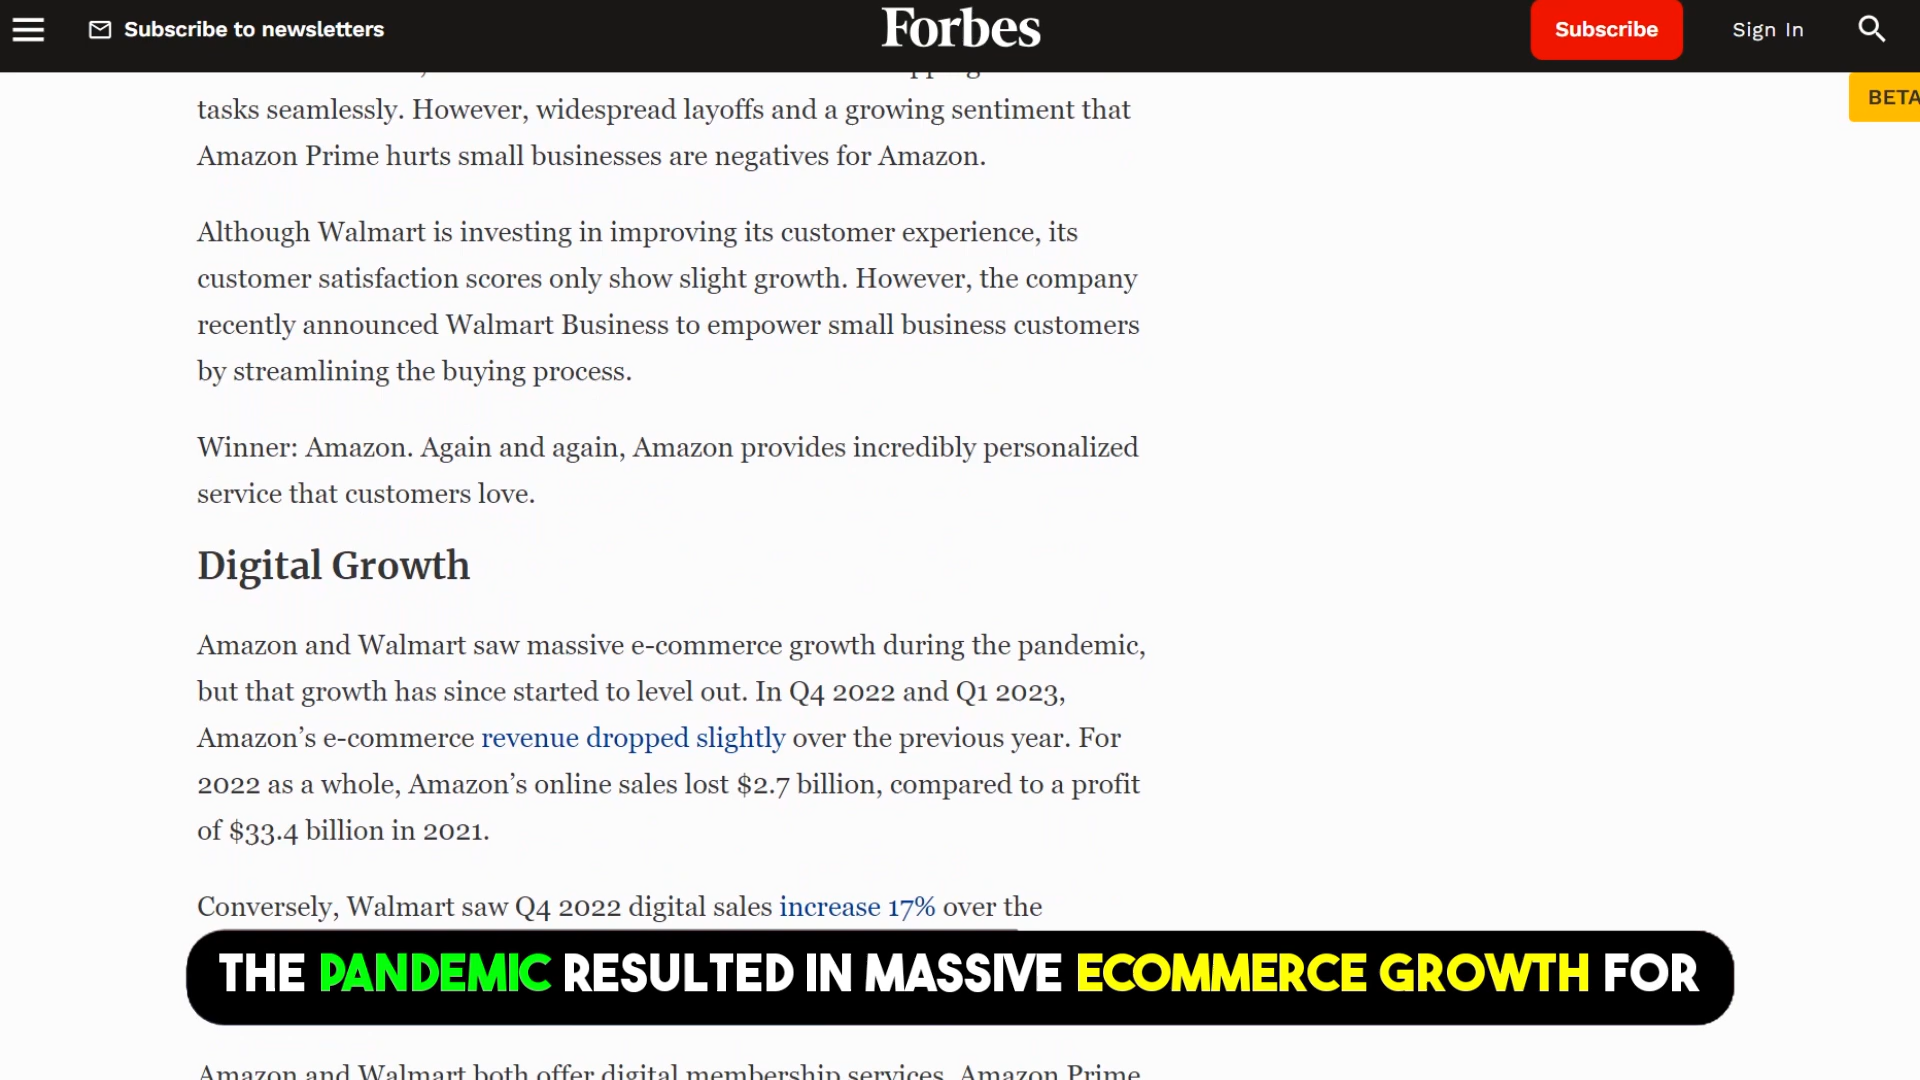 Subscribe to newsletters
Forbes
Subscribe
Sign In
BETA
tasks seamlessly. However, widespread layoffs and a growing sentiment that
Amazon Prime hurts small businesses are negatives for Amazon.
Although Walmart is investing in improving its customer experience, its
customer satisfaction scores only show slight growth. However, the company
recently announced Walmart Business to empower small business customers
by streamlining the buying process.
Winner: Amazon. Again and again, Amazon provides incredibly personalized
service that customers love.
Digital Growth
Amazon and Walmart saw massive e-commerce growth during the pandemic,
but that growth has since started to level out. In Q4 2022 and Q1 2023,
Amazon’s e-commerce revenue dropped slightly over the previous year. For
2022 as a whole, Amazon’s online sales lost $2.7 billion, compared to a profit
of $33.4 billion in 2021.
Conversely, Walmart saw Q4 2022 digital sales increase 17% over the
THE PANDEMIC RESULTED IN MASSIVE ECOMMERCE GROWTH FOR
Amazon and Walmart both offer digital membership services. Amazon Prime